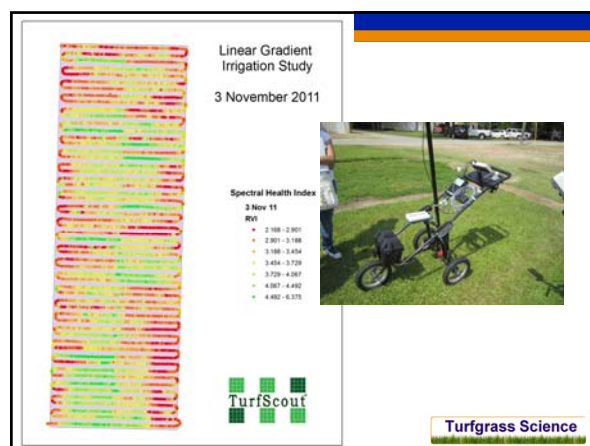 Linear Gradient
Irrigation Study
3 November 2011
Spectral Health Index
3 Nov 11
RVI
2.188 - 2.901
2.901 - 3.188
3.188 - 3.454
3.454 - 3.729
3.729 - 4.067
4.067 - 4.492
4.492 - 6.375
TurfScout
Turfgrass Science